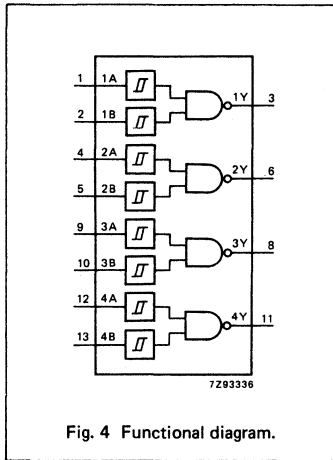 1 1A 1Y 3
2 1B
4 2A 2Y 6
5 2B
9 3A 3Y 8
10 3B
12 4A 4Y 11
13 4B
7Z93336
Fig. 4 Functional diagram.